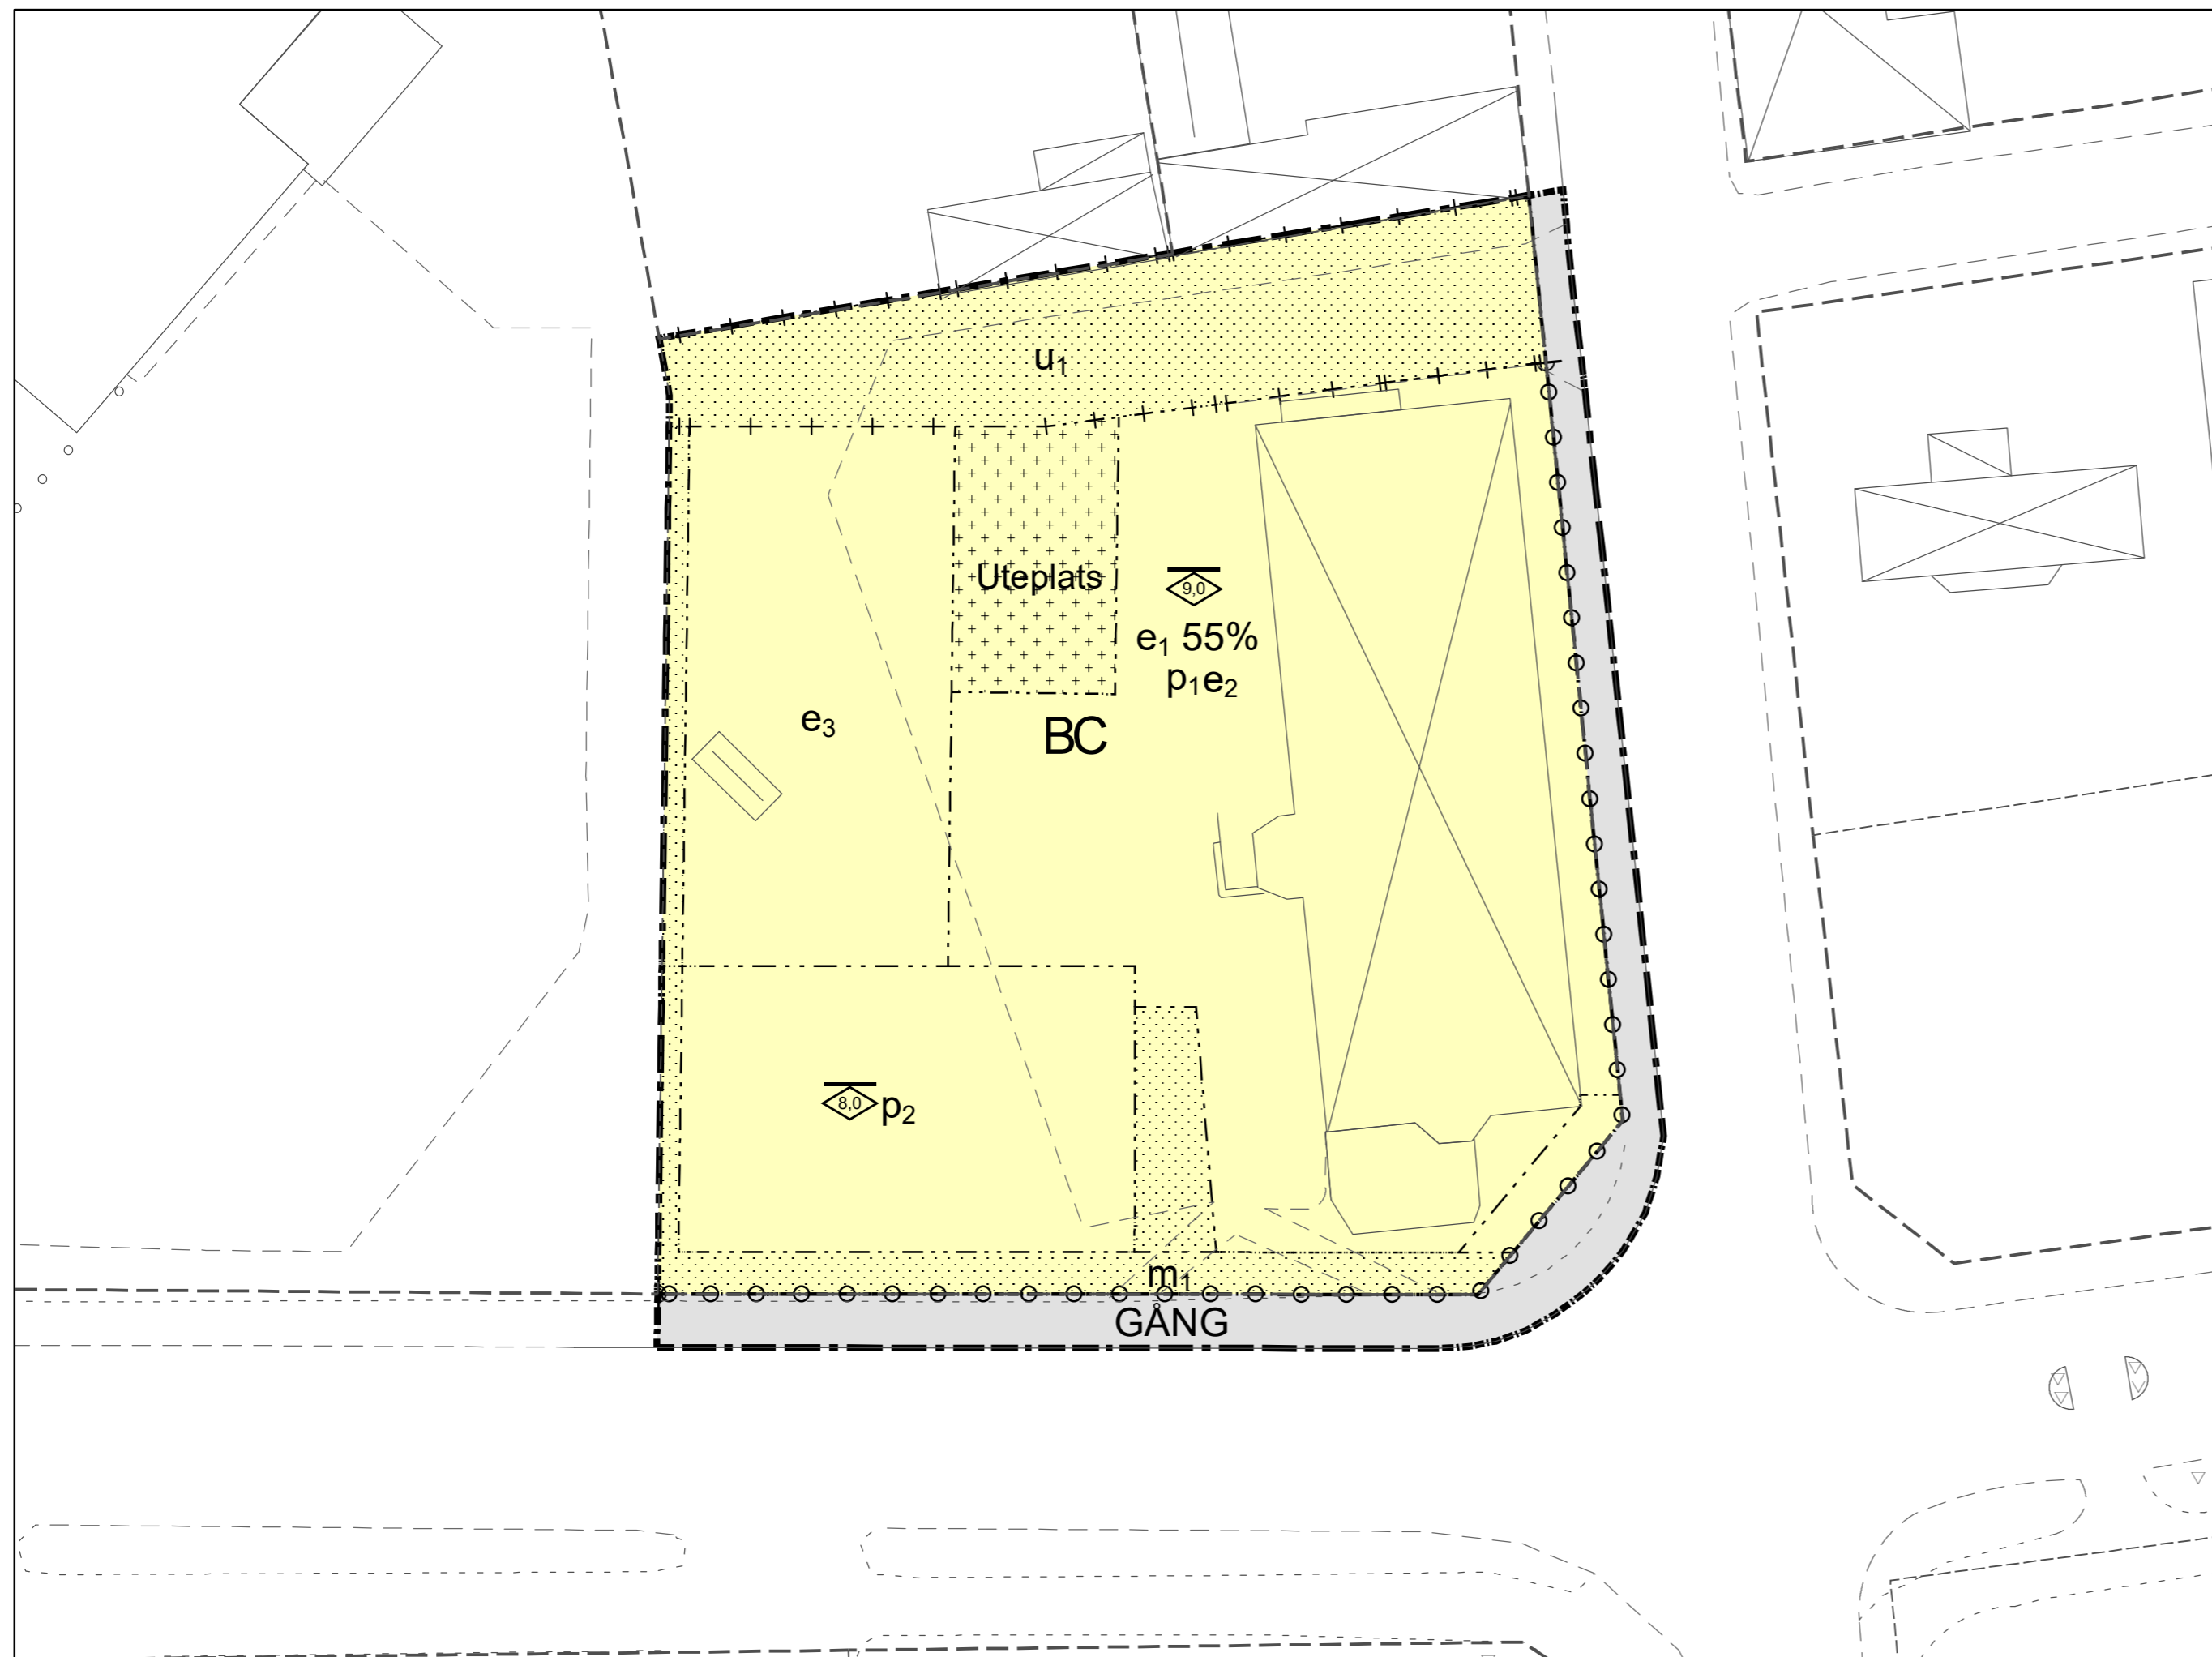 u₁
Uteplats
9,0
e₁ 55%
p₁e₂
e₃
BC
8,0 p₂
m₁
GÅNG